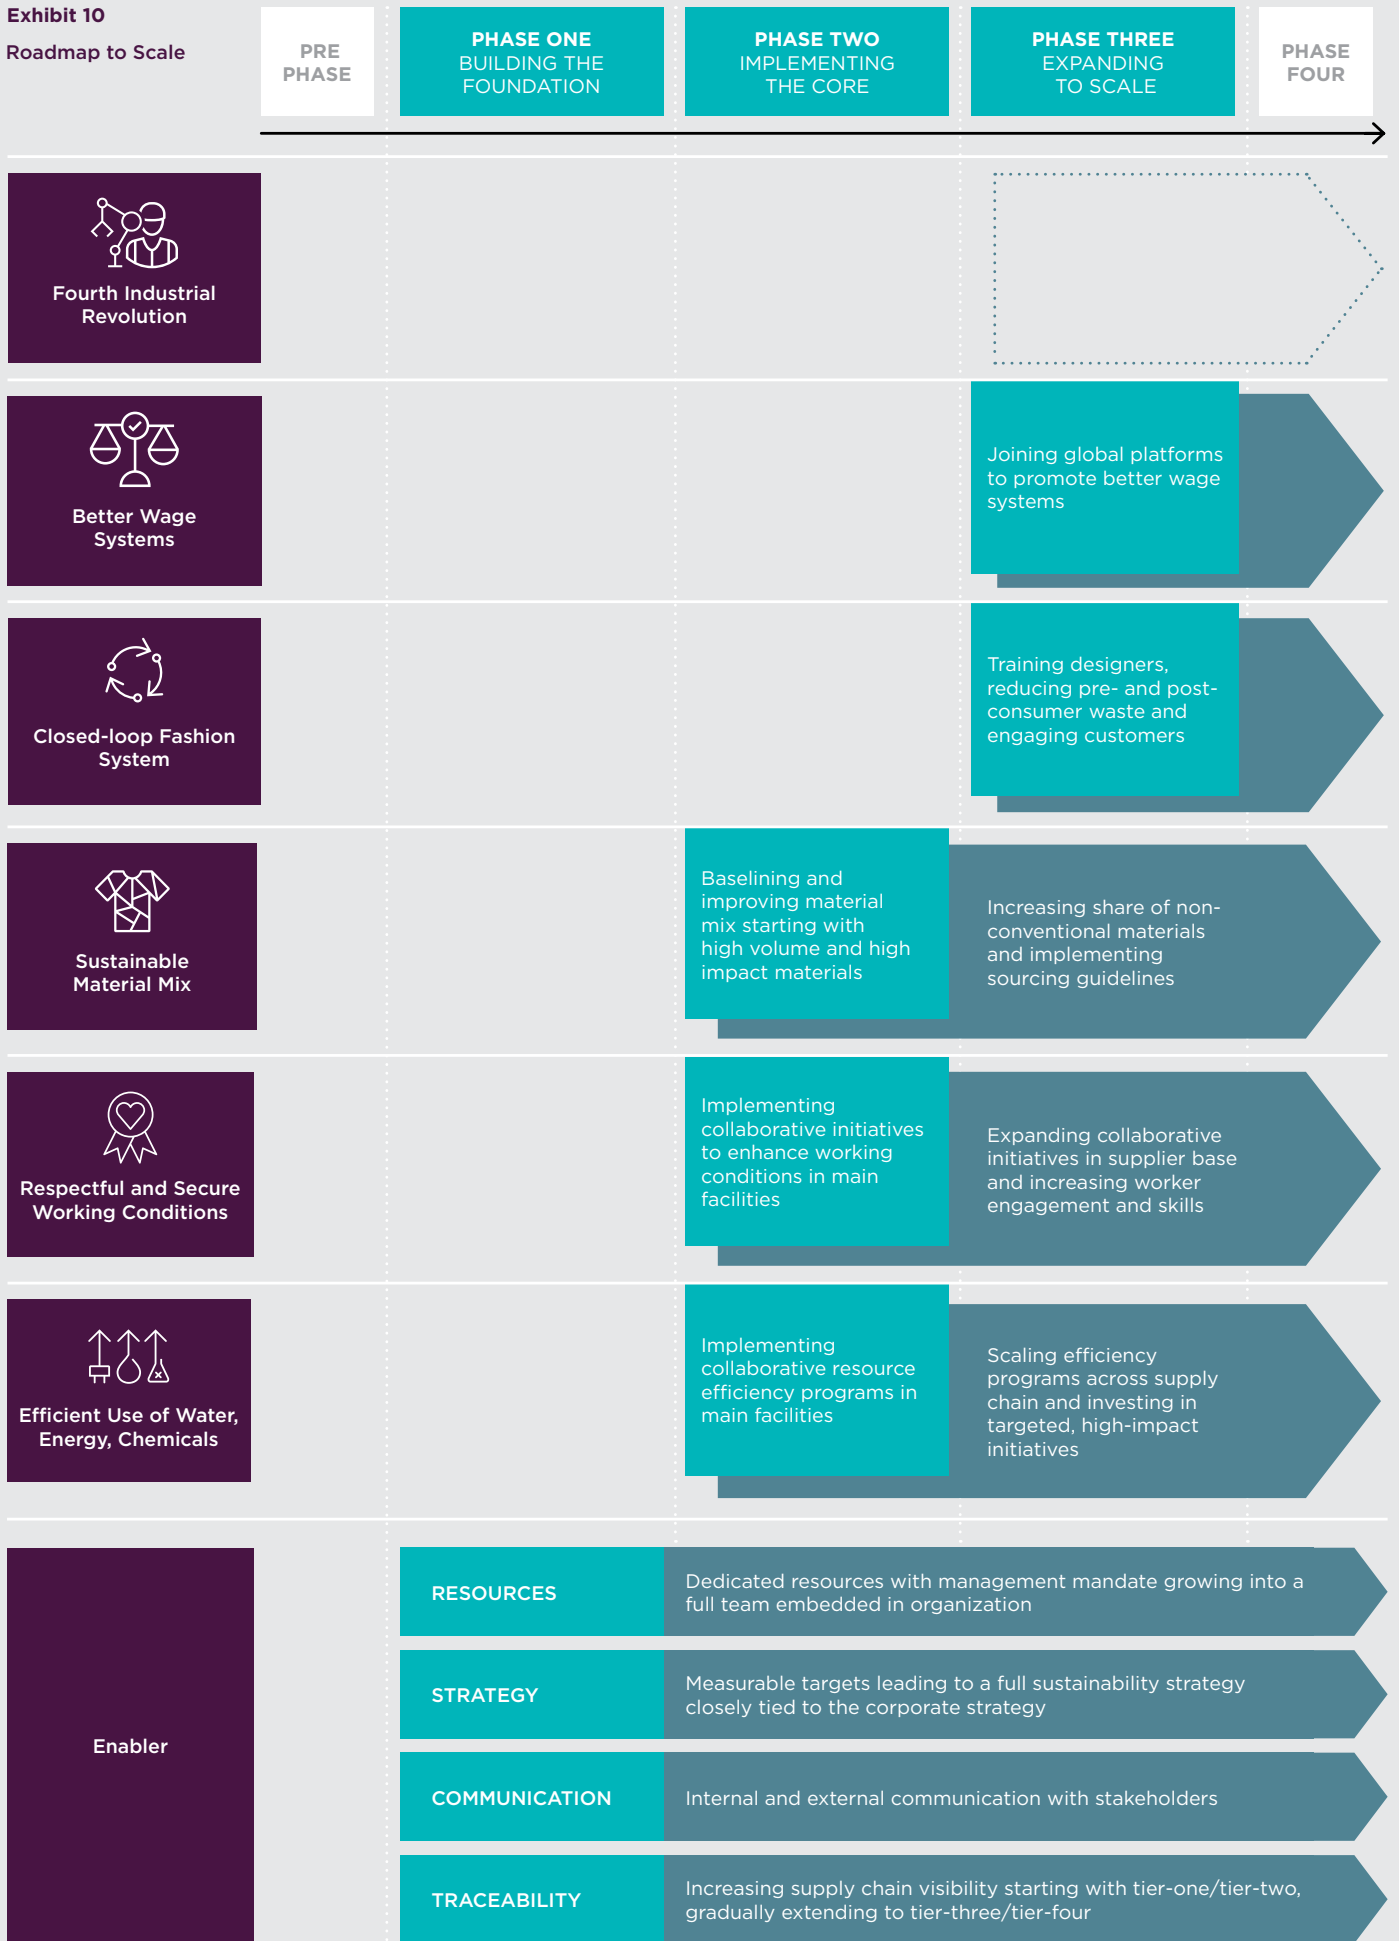 Exhibit 10
Roadmap to Scale
PRE
PHASE
PHASE ONE
BUILDING THE
FOUNDATION
PHASE TWO
IMPLEMENTING
THE CORE
PHASE THREE
EXPANDING
TO SCALE
PHASE
FOUR
Fourth Industrial
Revolution
Better Wage
Systems
Joining global platforms
to promote better wage
systems
Closed-loop Fashion
System
Training designers,
reducing pre- and post-
consumer waste and
engaging customers
Sustainable
Material Mix
Baselining and
improving material
mix starting with
high volume and high
impact materials
Increasing share of non-
conventional materials
and implementing
sourcing guidelines
Respectful and Secure
Working Conditions
Implementing
collaborative initiatives
to enhance working
conditions in main
facilities
Expanding collaborative
initiatives in supplier base
and increasing worker
engagement and skills
Efficient Use of Water,
Energy, Chemicals
Implementing
collaborative resource
efficiency programs in
main facilities
Scaling efficiency
programs across supply
chain and investing in
targeted, high-impact
initiatives
Enabler
RESOURCES
Dedicated resources with management mandate growing into a
full team embedded in organization
STRATEGY
Measurable targets leading to a full sustainability strategy
closely tied to the corporate strategy
COMMUNICATION
Internal and external communication with stakeholders
TRACEABILITY
Increasing supply chain visibility starting with tier-one/tier-two,
gradually extending to tier-three/tier-four